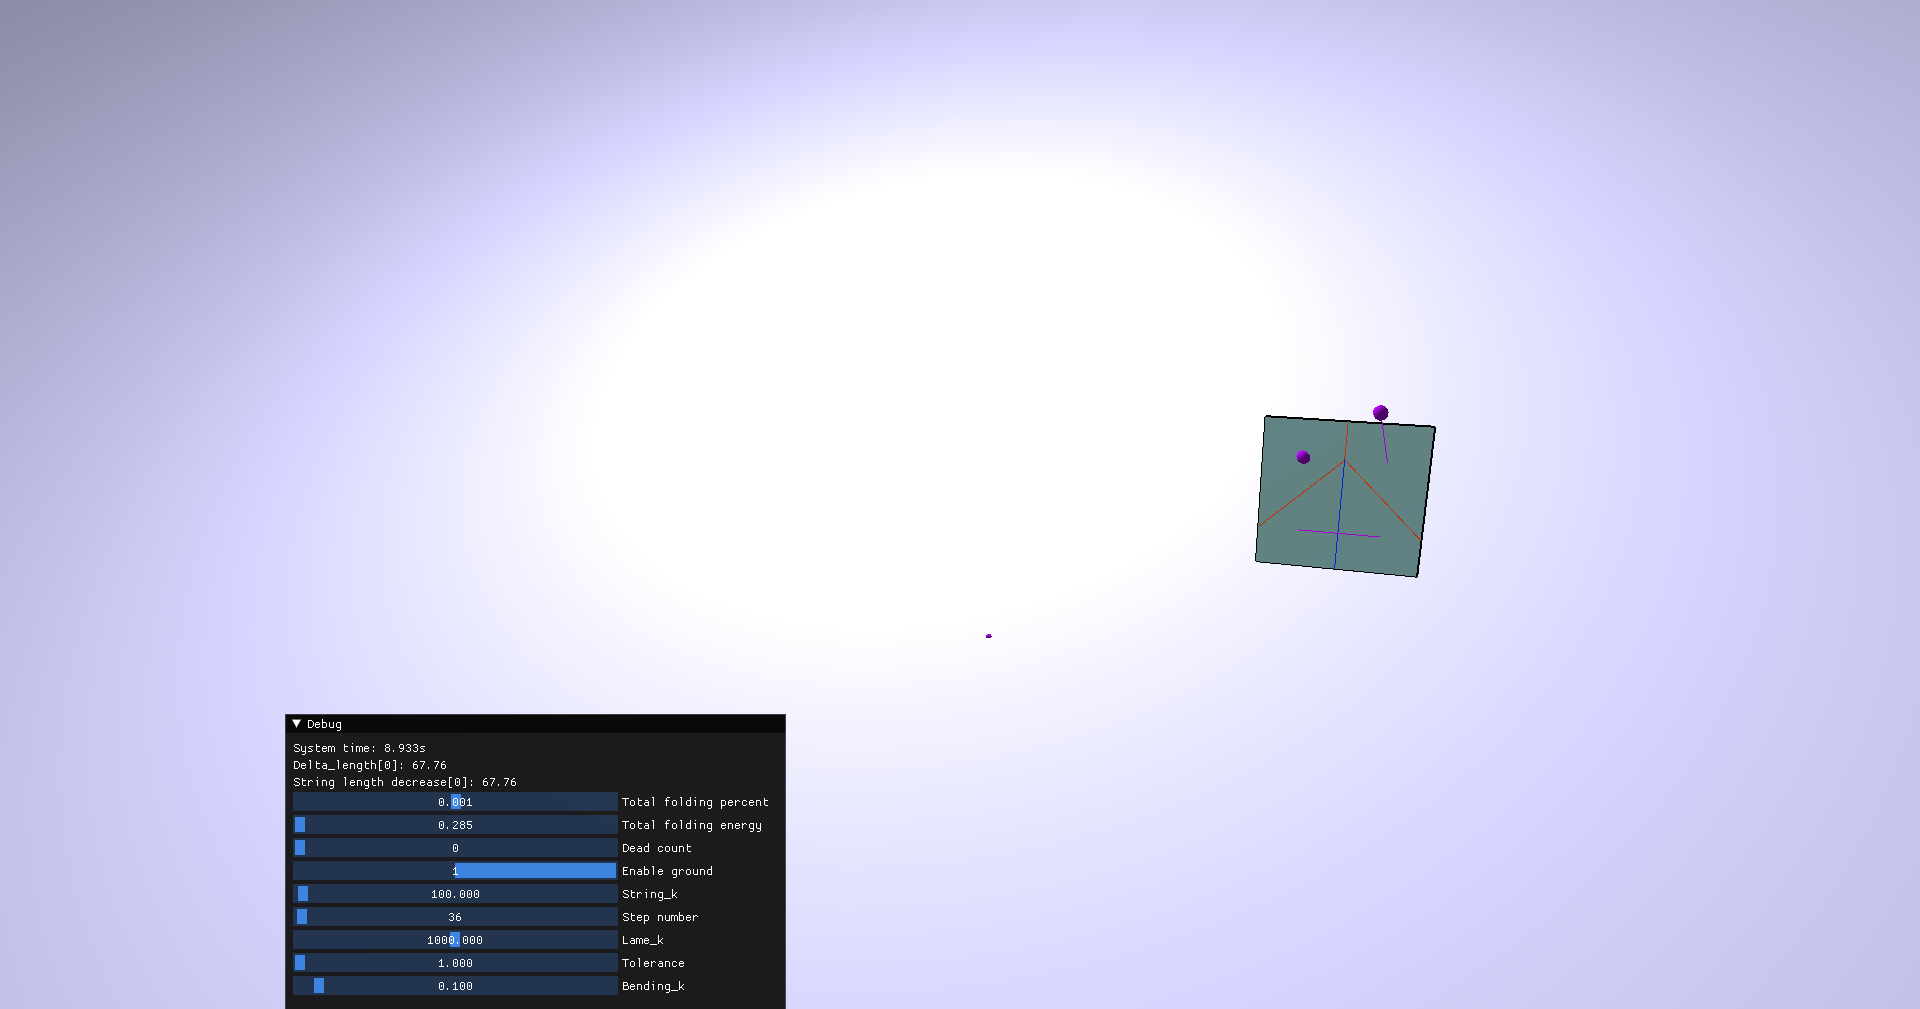 Debug
System time: 8.933s
Delta_length[0]: 67.76
String length decrease[0]: 67.76
0.001 Total folding percent
0.285 Total folding energy
0 Dead count
1 Enable ground
100.000 String_k
36 Step number
1000.000 Lame_k
1.000 Tolerance
0.100 Bending_k